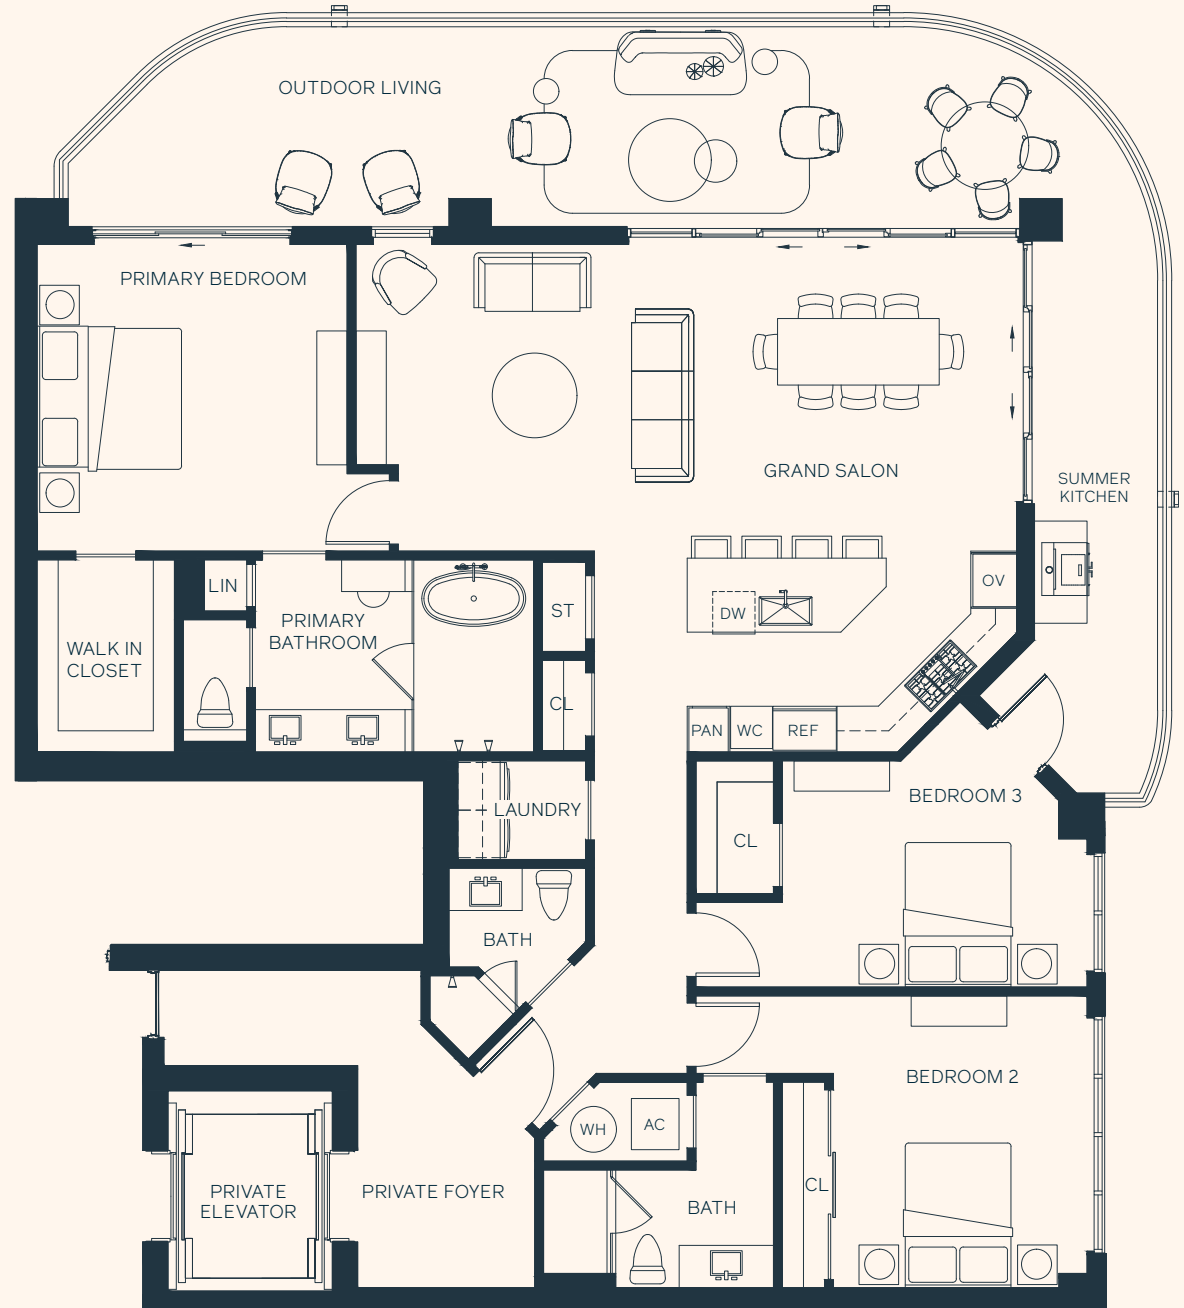 OUTDOOR LIVING
PRIMARY BEDROOM
GRAND SALON
SUMMER
KITCHEN
OV
LIN
ST
DW
PRIMARY
BATHROOM
WALK IN
CLOSET
CL
PAN
WC
REF
BEDROOM 3
LAUNDRY
CL
BATH
BEDROOM 2
WH
AC
PRIVATE
ELEVATOR
PRIVATE FOYER
CL
BATH